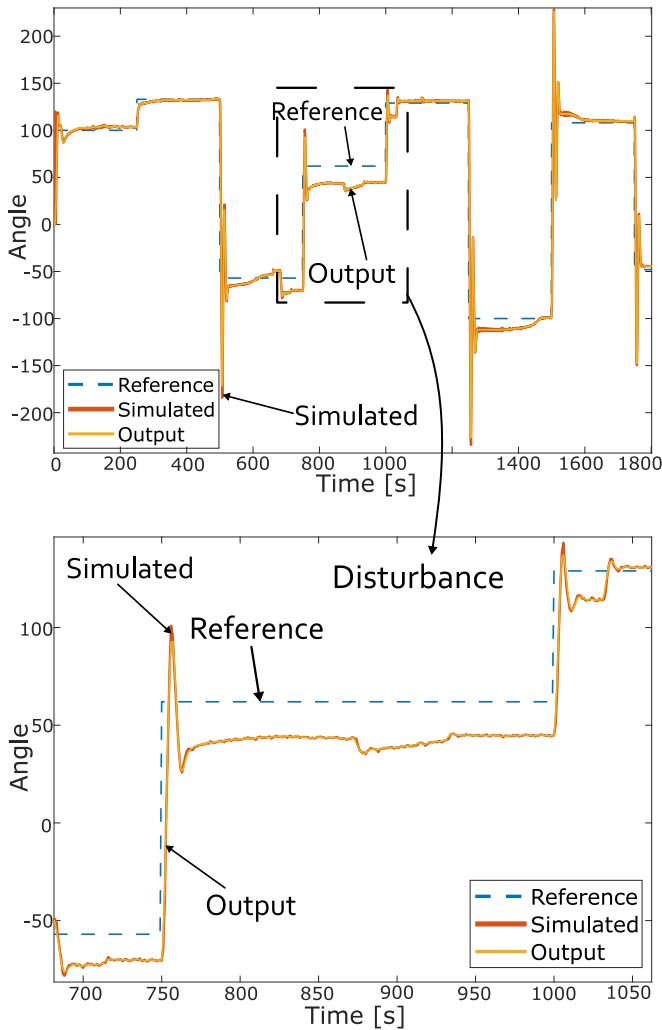 200
150
100
50
0
-50
-100
-150
-200
Angle
Reference
Output
Reference
Simulated
Output
Simulated
0 200 400 600 800 1000 1200 1400 1600 1800
Time [s]
Disturbance
Simulated
Reference
Output
100
50
0
-50
Angle
Reference
Simulated
Output
700 750 800 850 900 950 1000 1050
Time [s]